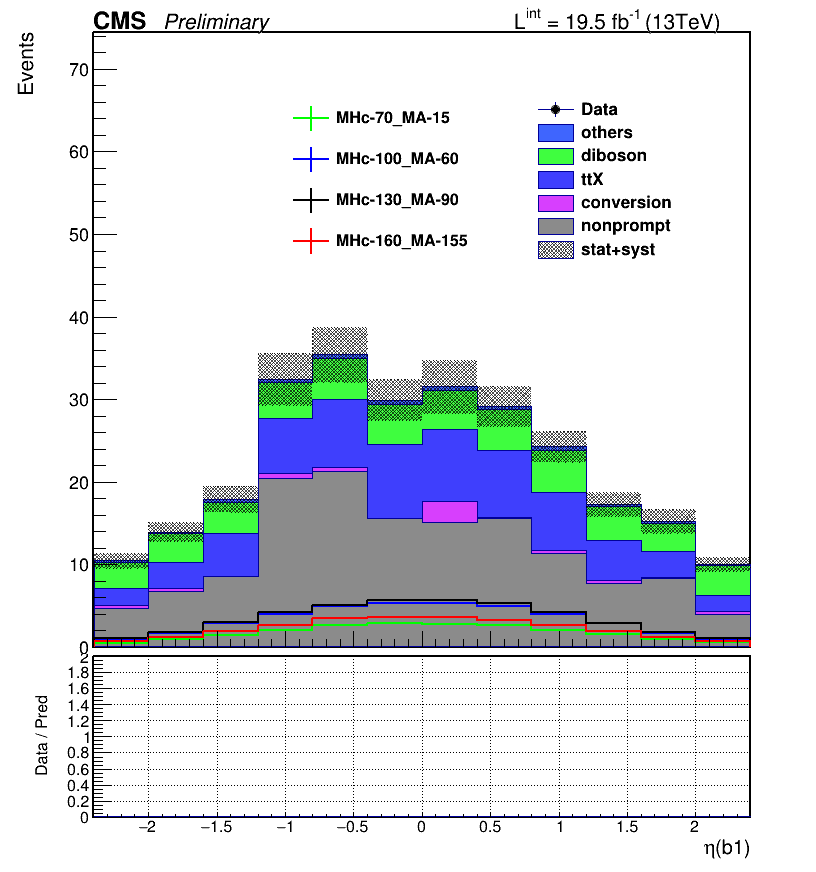 CMS Preliminary L^int = 19.5 fb^-1 (13TeV)
Events
70
60
50
40
30
20
10
0
MHc-70_MA-15
MHc-100_MA-60
MHc-130_MA-90
MHc-160_MA-155
Data
others
diboson
ttX
conversion
nonprompt
stat+syst
Data / Pred
2
1.8
1.6
1.4
1.2
1
0.8
0.6
0.4
0.2
0
−2 −1.5 −1 −0.5 0 0.5 1 1.5 2
η(b1)